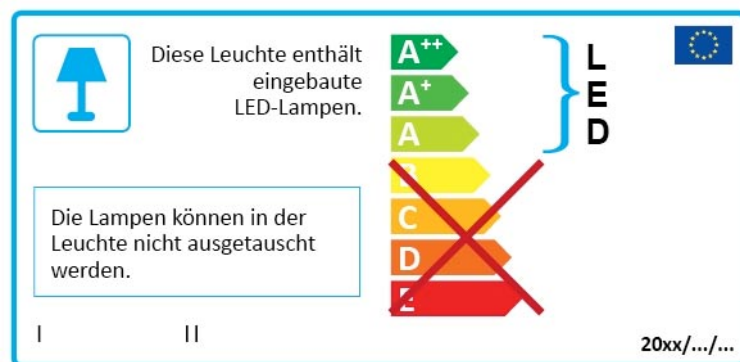 Diese Leuchte enthält
eingebaute
LED-Lampen.
A++
A+
A
B
C
D
E
L
E
D
Die Lampen können in der
Leuchte nicht ausgetauscht
werden.
I II
20xx/.../...